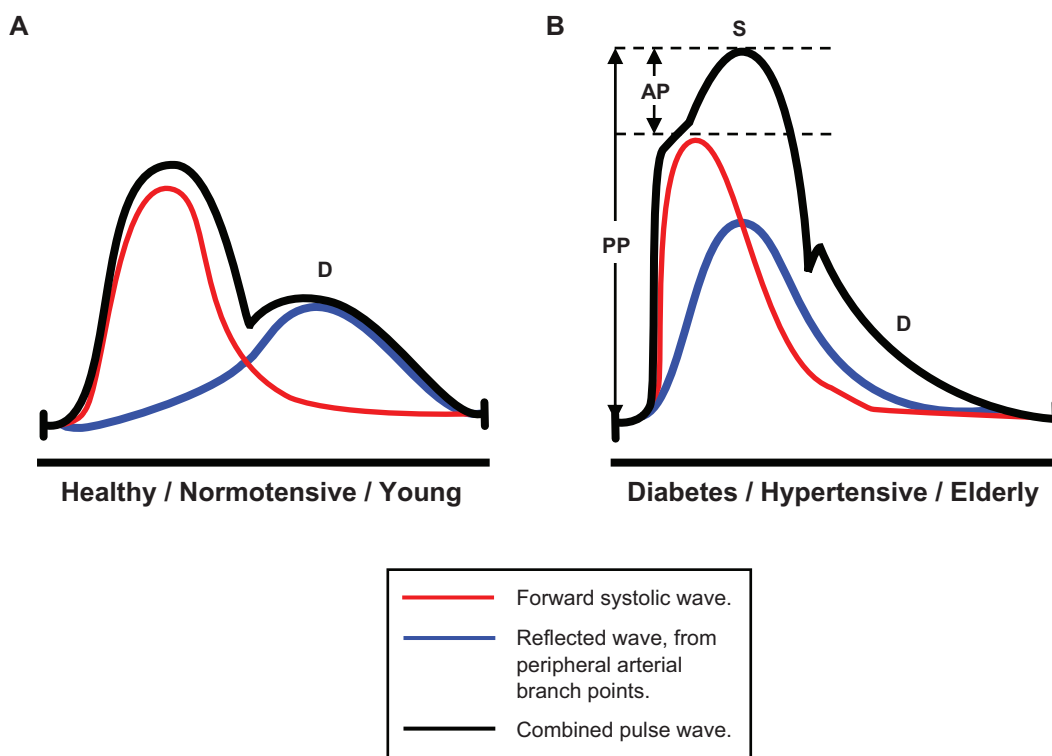 A
D
Healthy / Normotensive / Young
B
S
AP
PP
D
Diabetes / Hypertensive / Elderly
Forward systolic wave.
Reflected wave, from
peripheral arterial
branch points.
Combined pulse wave.